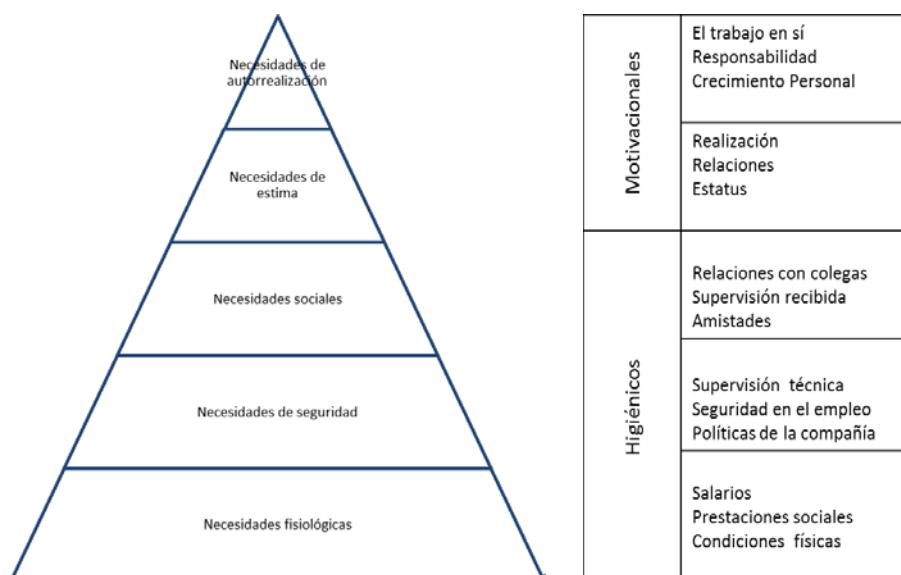 Necesidades de
autorrealización
Necesidades de
estima
Necesidades sociales
Necesidades de seguridad
Necesidades fisiológicas
Motivacionales
El trabajo en sí
Responsabilidad
Crecimiento Personal
Realización
Relaciones
Estatus
Higiénicos
Relaciones con colegas
Supervisión recibida
Amistades
Supervisión técnica
Seguridad en el empleo
Políticas de la compañía
Salarios
Prestaciones sociales
Condiciones físicas